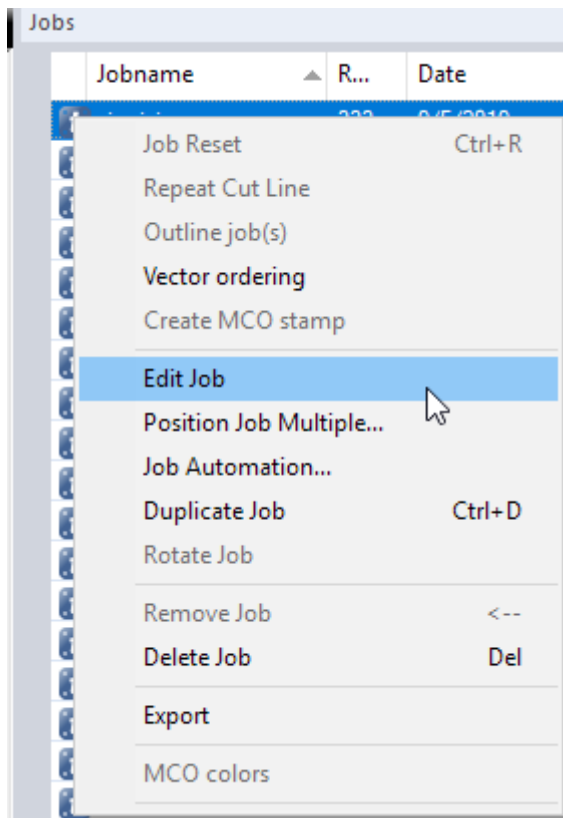 Jobs
Jobname R... Date
Job Reset Ctrl+R
Repeat Cut Line
Outline job(s)
Vector ordering
Create MCO stamp
Edit Job
Position Job Multiple...
Job Automation...
Duplicate Job Ctrl+D
Rotate Job
Remove Job <--
Delete Job Del
Export
MCO colors